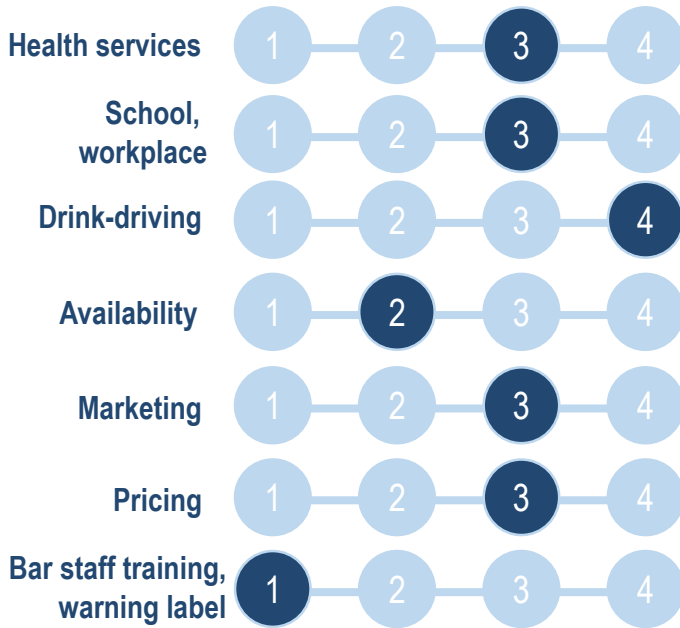 Health services 1 2 3 4
School,
workplace 1 2 3 4
Drink-driving 1 2 3 4
Availability 1 2 3 4
Marketing 1 2 3 4
Pricing 1 2 3 4
Bar staff training,
warning label 1 2 3 4